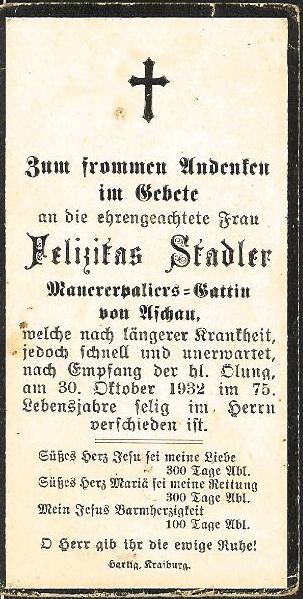 Zum frommen Andenken
im Gebete
an die ehrengeachtete Frau
Felizitas Stadler
Maurerpaliers-Gattin
von Aschau,
welche nach längerer Krankheit,
jedoch schnell und unerwartet,
nach Empfang der hl. Ölung,
am 30. Oktober 1932 im 75.
Lebensjahre selig im Herrn
verschieden ist.
Süßes Herz Jesu sei meine Liebe
300 Tage Abl.
Süßes Herz Mariä sei meine Rettung
300 Tage Abl.
Mein Jesus Barmherzigkeit
100 Tage Abl.
O Herr gib ihr die ewige Ruhe!
Hartig, Kraiburg.